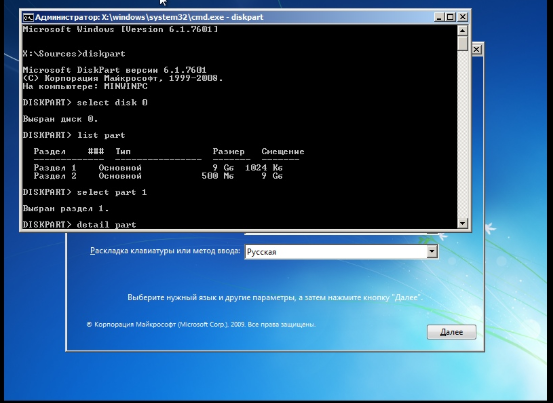 Администратор: X:\windows\system32\cmd.exe - diskpart
Microsoft Windows [Version 6.1.7601]
X:\Sources>diskpart
Microsoft DiskPart версии 6.1.7601
(C) Корпорация Майкрософт, 1999-2008.
На компьютере: MINWINPC
DISKPART> select disk 0
Выбран диск 0.
DISKPART> list part
Раздел ### Тип Размер Смещение
------------- ---------------- ------- -------
Раздел 1 Основной 9 Gб 1024 Kб
Раздел 2 Основной 500 Mб 9 Gб
DISKPART> select part 1
Выбран раздел 1.
DISKPART> detail part
Раскладка клавиатуры или метод ввода: Русская
Выберите нужный язык и другие параметры, а затем нажмите кнопку "Далее".
© Корпорация Майкрософт (Microsoft Corp.), 2009. Все права защищены.
Далее